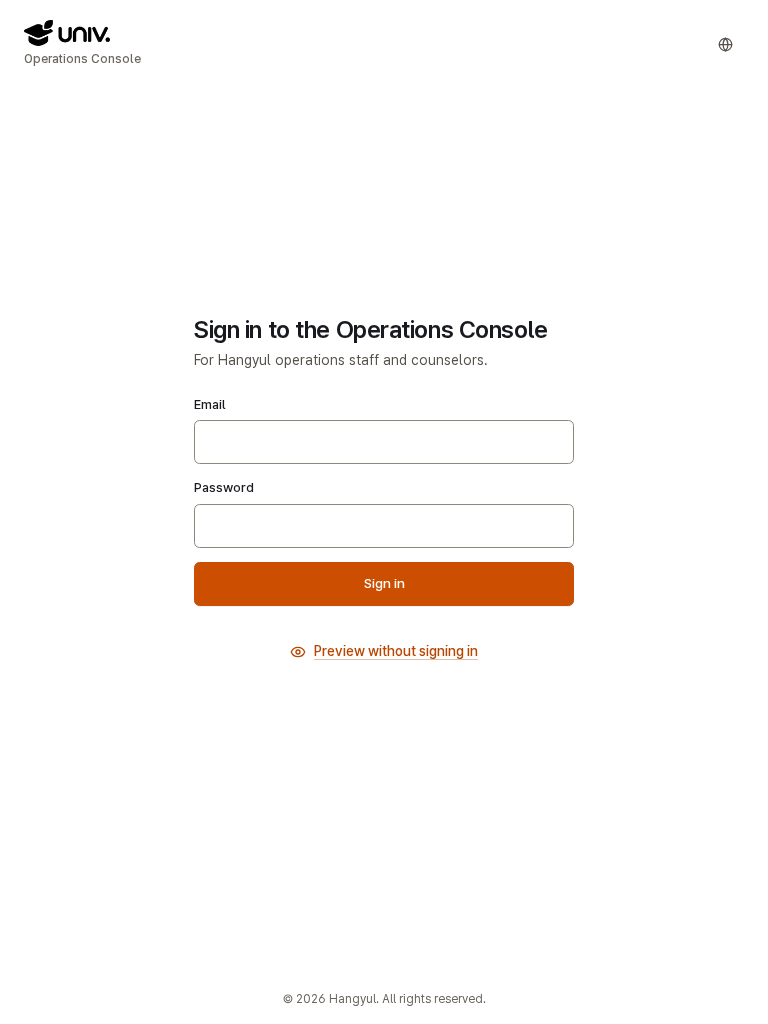 UNIV.
Operations Console
Sign in to the Operations Console
For Hangyul operations staff and counselors.
Email
Password
Sign in
Preview without signing in
© 2026 Hangyul. All rights reserved.